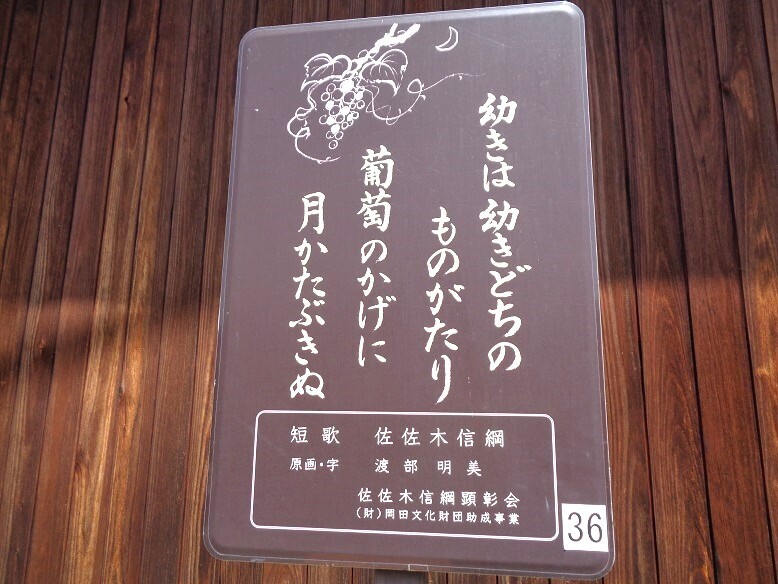 幼きは幼きどちの
ものがたり
葡萄のかげに
月かたぶきぬ
短歌 佐佐木信綱
原画・字 渡部明美
佐佐木信綱顕彰会
(財)岡田文化財団助成事業
36